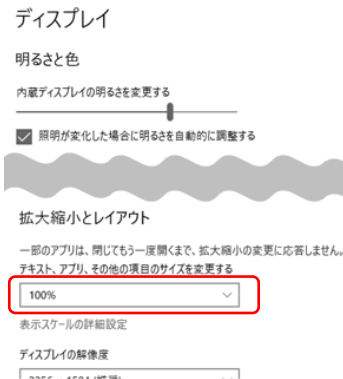 ディスプレイ
明るさと色
内蔵ディスプレイの明るさを変更する
照明が変化した場合に明るさを自動的に調整する
拡大縮小とレイアウト
一部のアプリは、閉じてもう一度開くまで、拡大縮小の変更に応答しません。
テキスト、アプリ、その他の項目のサイズを変更する
100%
表示スケールの詳細設定
ディスプレイの解像度